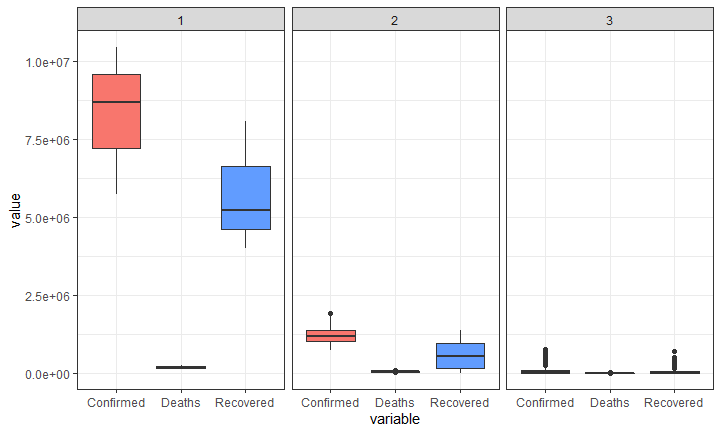 1 2 3
value
1.0e+07
7.5e+06
5.0e+06
2.5e+06
0.0e+00
Confirmed Deaths Recovered Confirmed Deaths Recovered Confirmed Deaths Recovered
variable